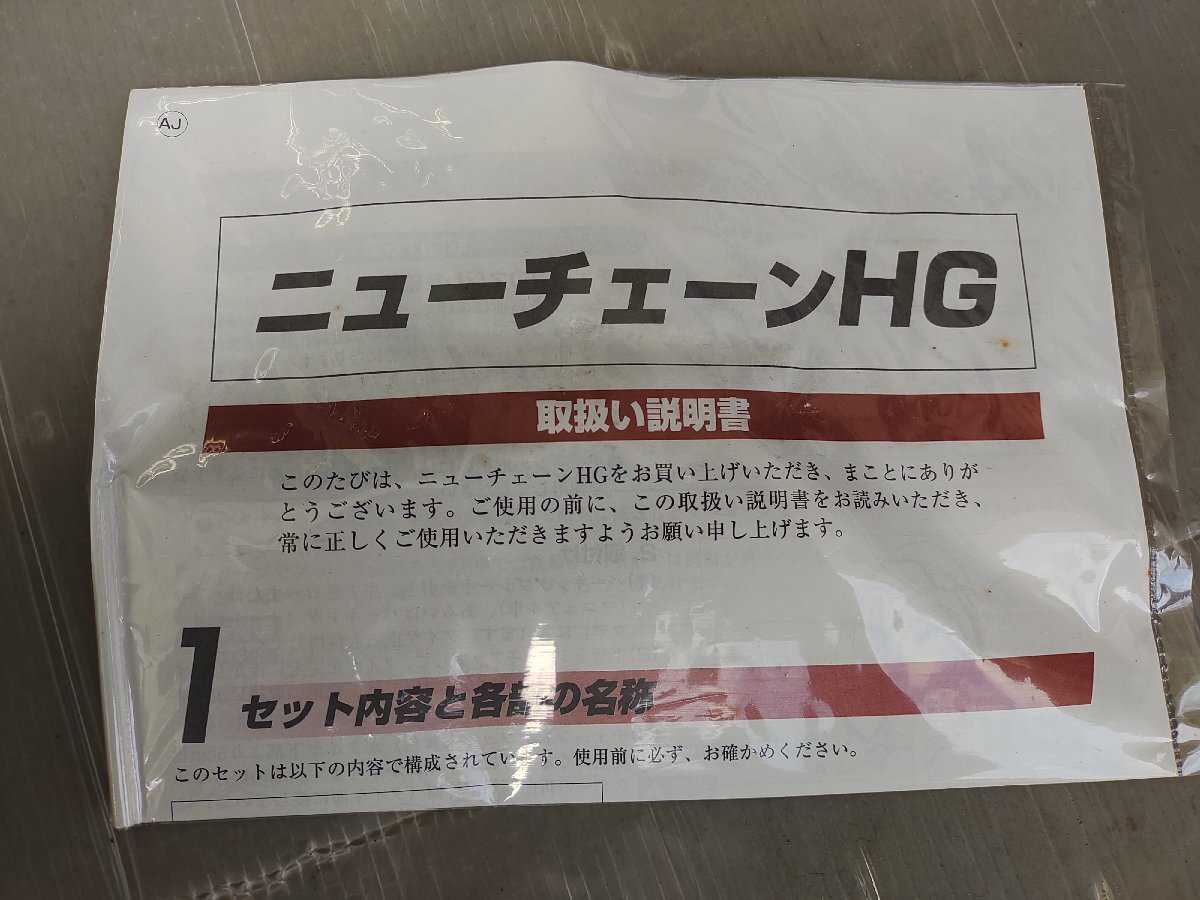 AJ
ニューチェーンHG
取扱い説明書
このたびは、ニューチェーンHGをお買い上げいただき、まことにありが
とうございます。ご使用の前に、この取扱い説明書をお読みいただき、
常に正しくご使用いただきますようお願い申し上げます。
1 セット内容と各部の名称
このセットは以下の内容で構成されています。使用前に必ず、お確かめください。